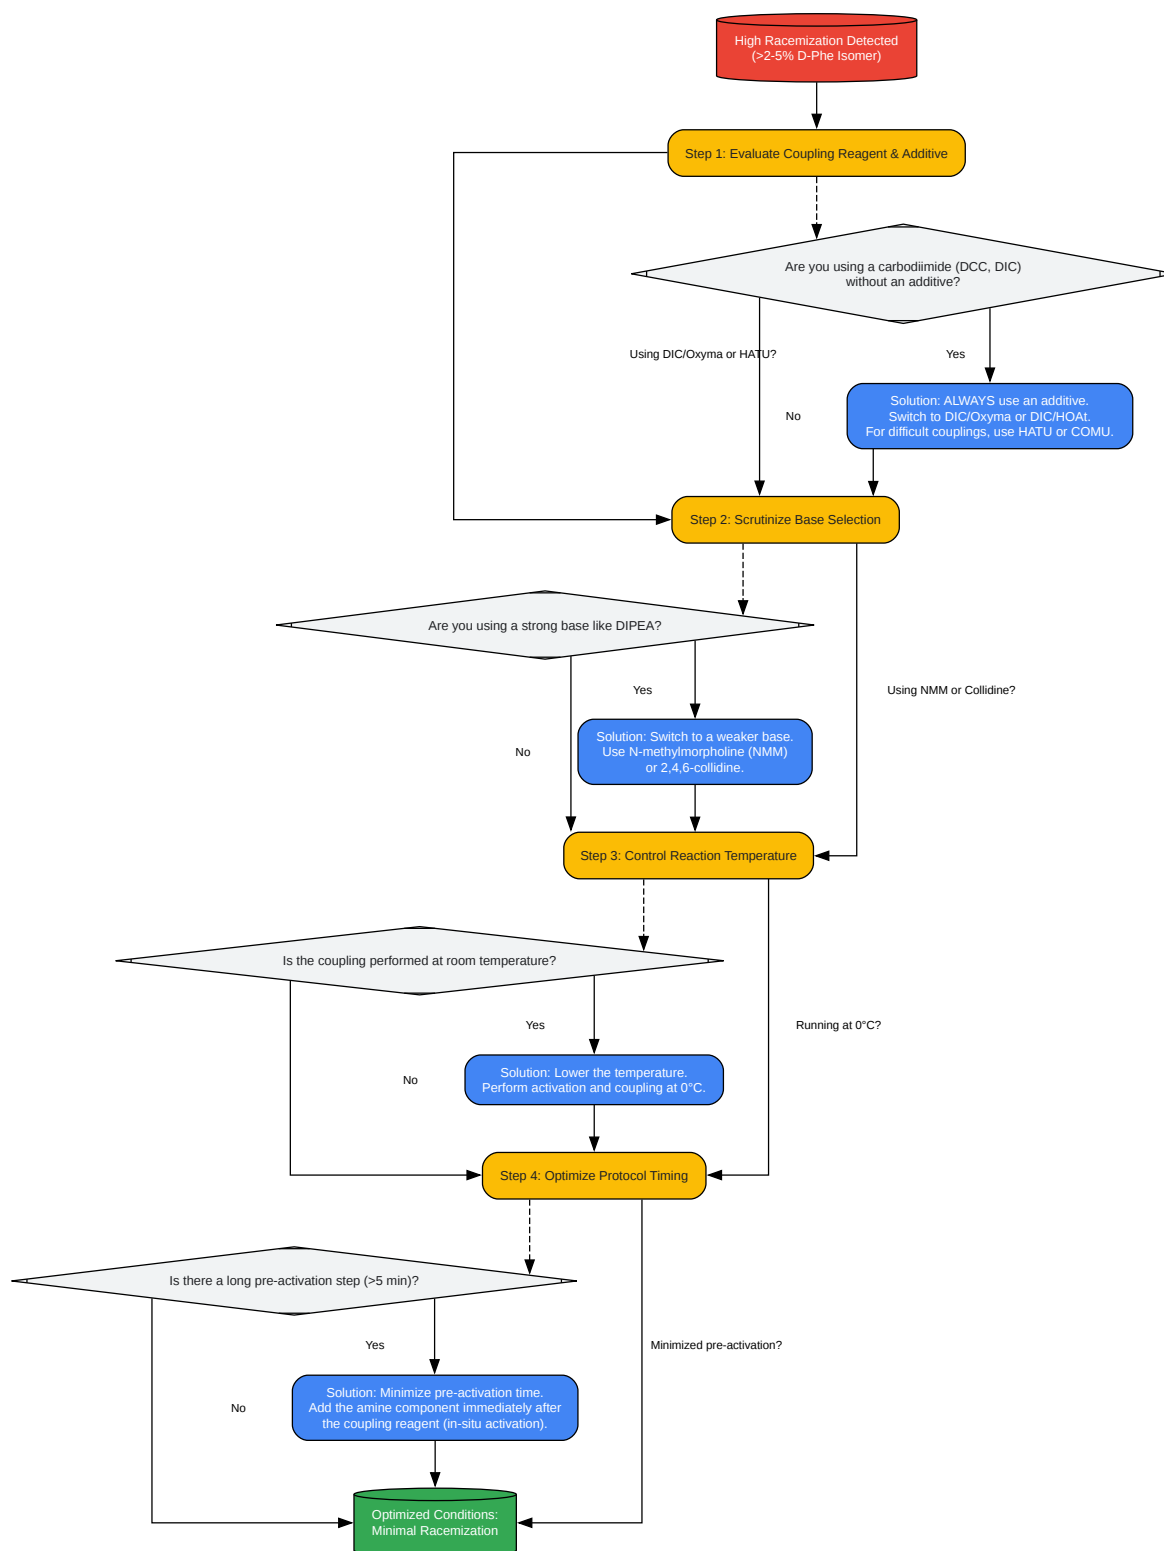 High Racemization Detected
(>2-5% D-Phe Isomer)
Step 1: Evaluate Coupling Reagent & Additive
Are you using a carbodiimide (DCC, DIC)
without an additive?
Using DIC/Oxyma or HATU?
Yes
No
Solution: ALWAYS use an additive.
Switch to DIC/Oxyma or DIC/HOAt.
For difficult couplings, use HATU or COMU.
Step 2: Scrutinize Base Selection
Are you using a strong base like DIPEA?
Yes
Using NMM or Collidine?
No
Solution: Switch to a weaker base.
Use N-methylmorpholine (NMM)
or 2,4,6-collidine.
Step 3: Control Reaction Temperature
Is the coupling performed at room temperature?
Yes
Running at 0°C?
No
Solution: Lower the temperature.
Perform activation and coupling at 0°C.
Step 4: Optimize Protocol Timing
Is there a long pre-activation step (>5 min)?
Yes
Minimized pre-activation?
No
Solution: Minimize pre-activation time.
Add the amine component immediately after
the coupling reagent (in-situ activation).
Optimized Conditions:
Minimal Racemization